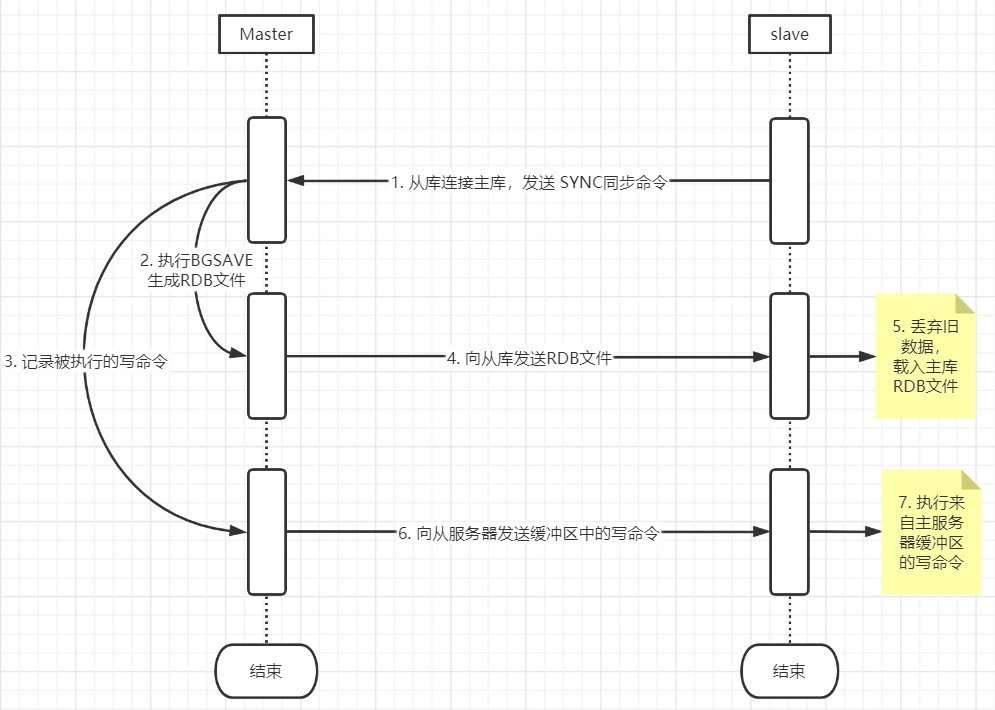 Master
slave
1. 从库连接主库，发送 SYNC同步命令
2. 执行BGSAVE
生成RDB文件
3. 记录被执行的写命令
4. 向从库发送RDB文件
5. 丢弃旧
数据，
载入主库
RDB文件
6. 向从服务器发送缓冲区中的写命令
7. 执行来
自主服务
器缓冲区
的写命令
结束
结束